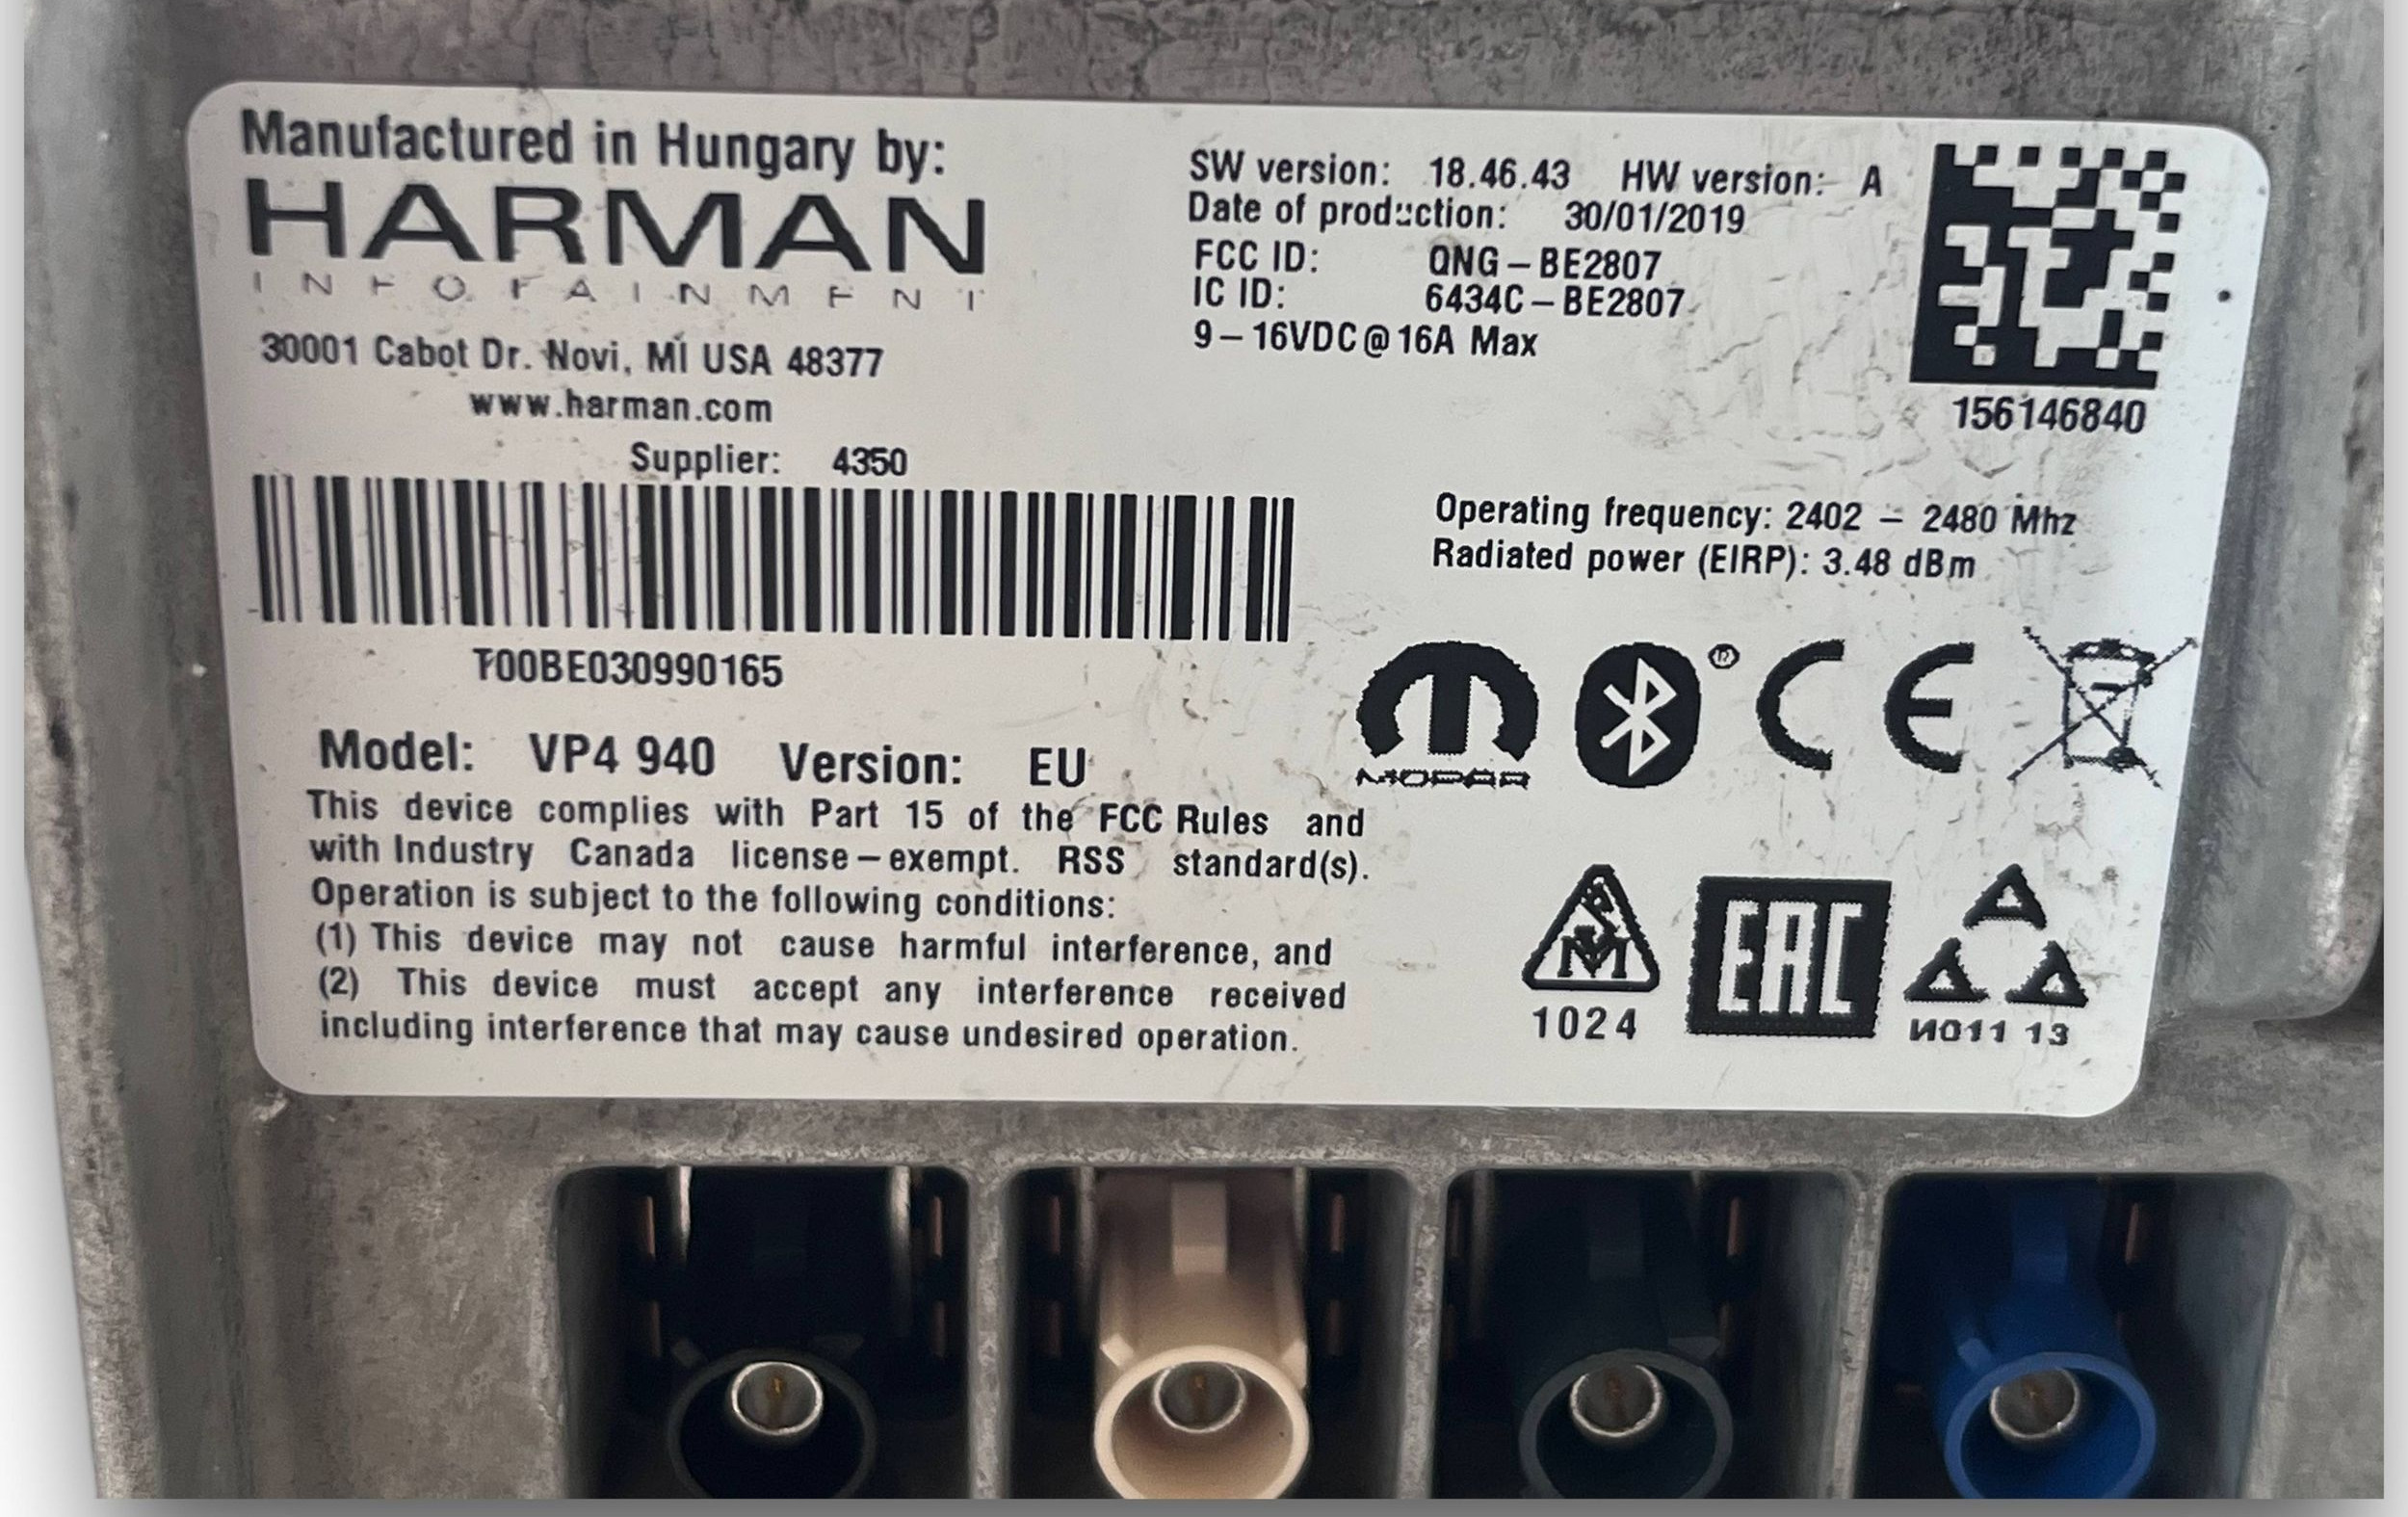 Manufactured in Hungary by:
HARMAN
INFOTAINMENT
30001 Cabot Dr. Novi, MI USA 48377
www.harman.com
Supplier: 4350
T00BE030990165
Model: VP4 940 Version: EU
This device complies with Part 15 of the FCC Rules and
with Industry Canada license-exempt. RSS standard(s).
Operation is subject to the following conditions:
(1) This device may not cause harmful interference, and
(2) This device must accept any interference received
including interference that may cause undesired operation.
SW version: 18.46.43 HW version: A
Date of production: 30/01/2019
FCC ID: QNG-BE2807
IC ID: 6434C-BE2807
9-16VDC@16A Max
156146840
Operating frequency: 2402 - 2480 Mhz
Radiated power (EIRP): 3.48 dBm
MOPAR
® CE
1024
EAC
И011 13